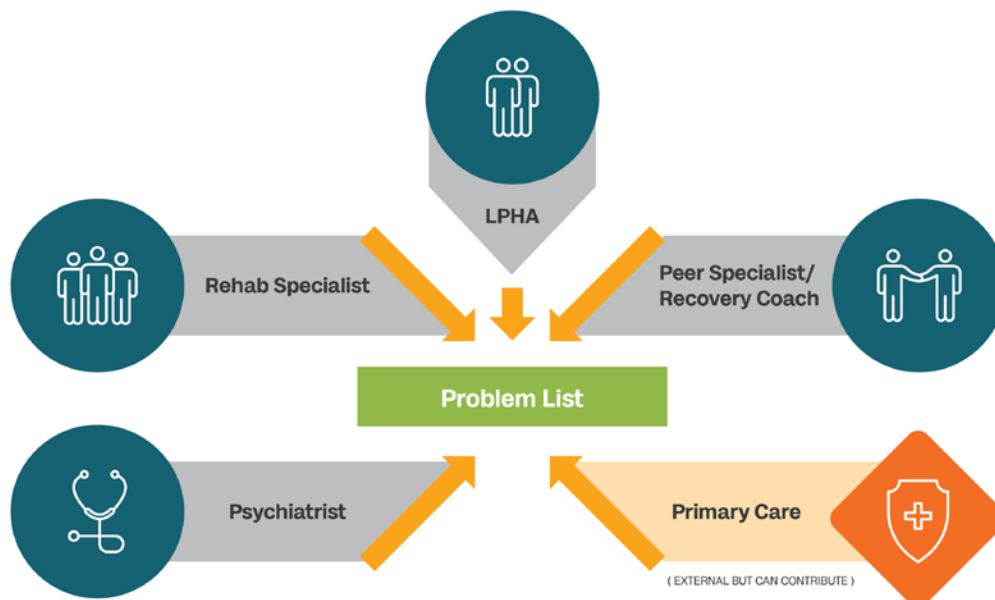 LPHA
Rehab Specialist
Peer Specialist/
Recovery Coach
Problem List
Psychiatrist
Primary Care
( EXTERNAL BUT CAN CONTRIBUTE )